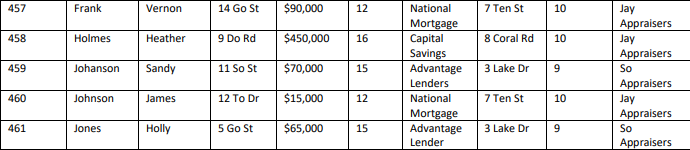 457 Frank Vernon 14 Go St $90,000 12 National Mortgage 7 Ten St 10 Jay Appraisers
458 Holmes Heather 9 Do Rd $450,000 16 Capital Savings 8 Coral Rd 10 Jay Appraisers
459 Johanson Sandy 11 So St $70,000 15 Advantage Lenders 3 Lake Dr 9 So Appraisers
460 Johnson James 12 To Dr $15,000 12 National Mortgage 7 Ten St 10 Jay Appraisers
461 Jones Holly 5 Go St $65,000 15 Advantage Lender 3 Lake Dr 9 So Appraisers